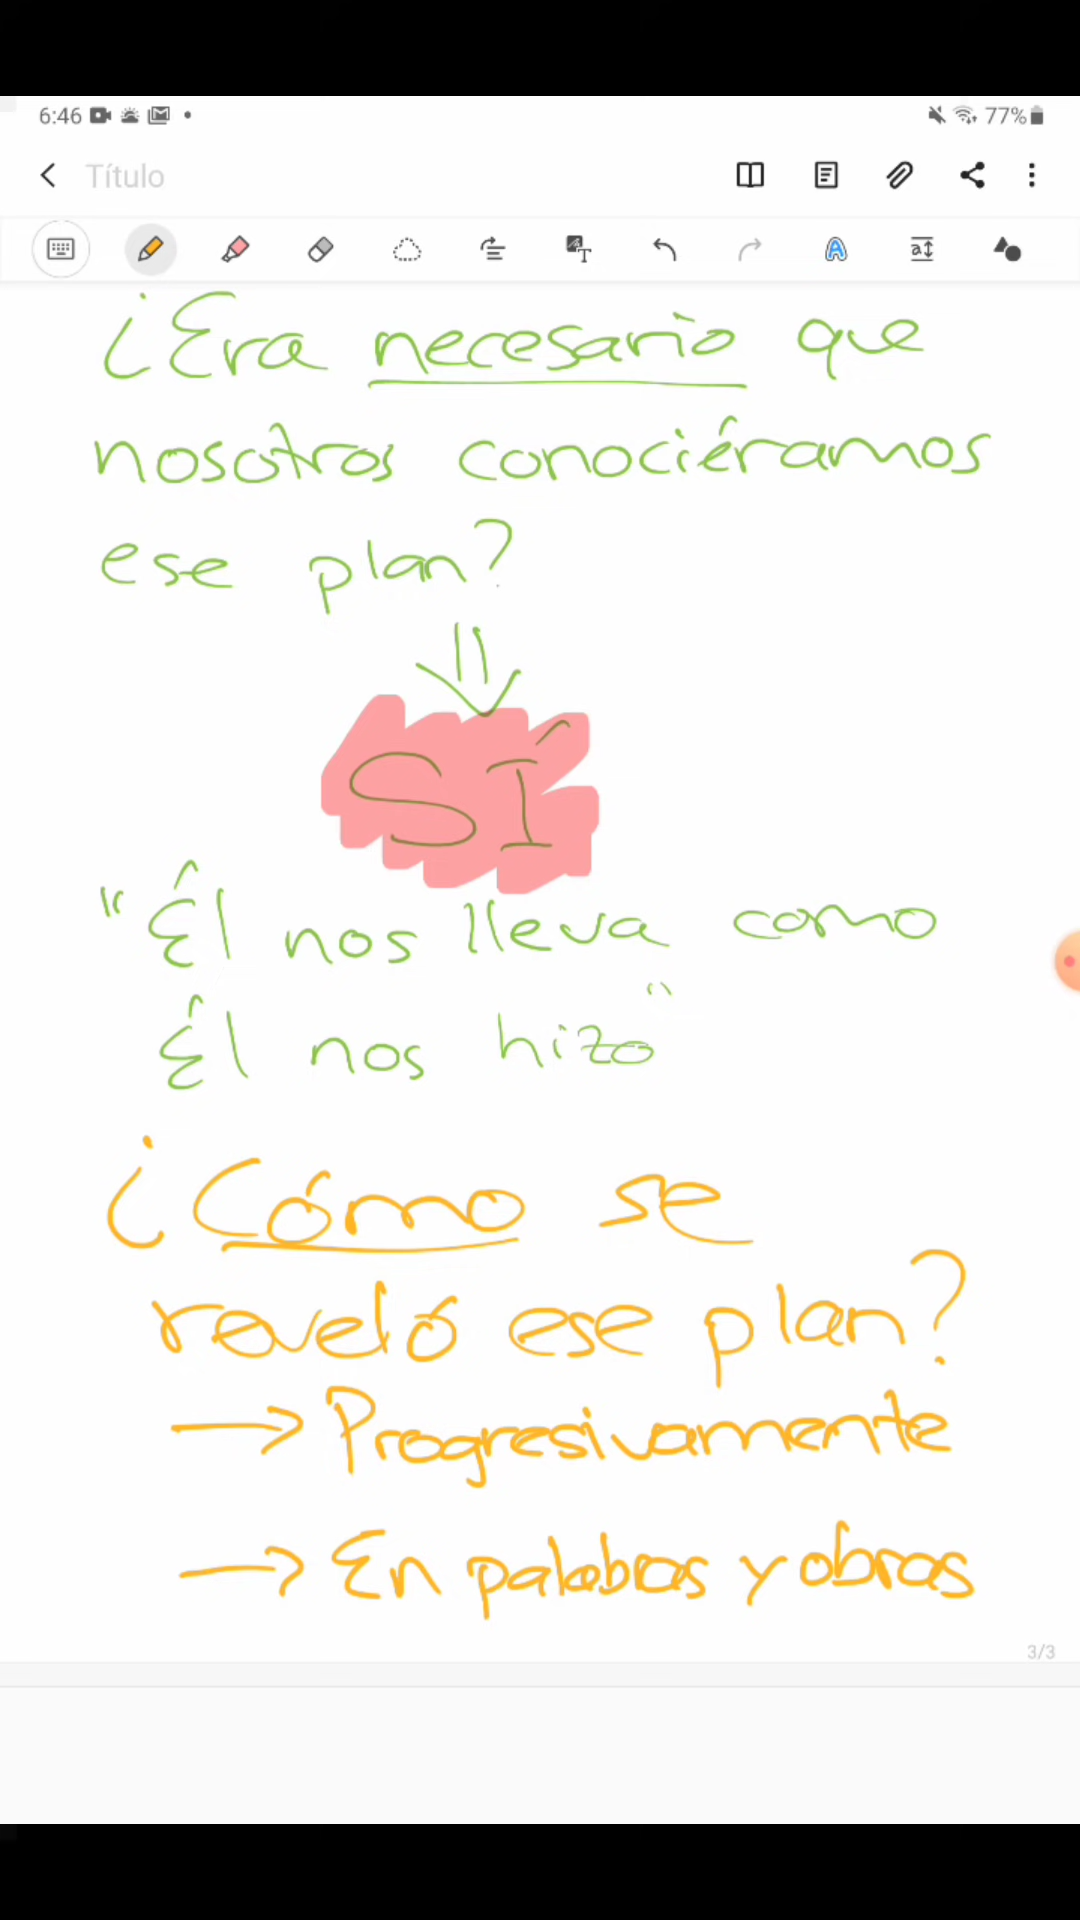 6:46
77%
Título
¿Era necesario que
nosotros conociéramos
ese plan?
SÍ
"Él nos lleva como
Él nos hizo"
¿Cómo se
reveló ese plan?
→ Progresivamente
→ En palabras y obras
3/3